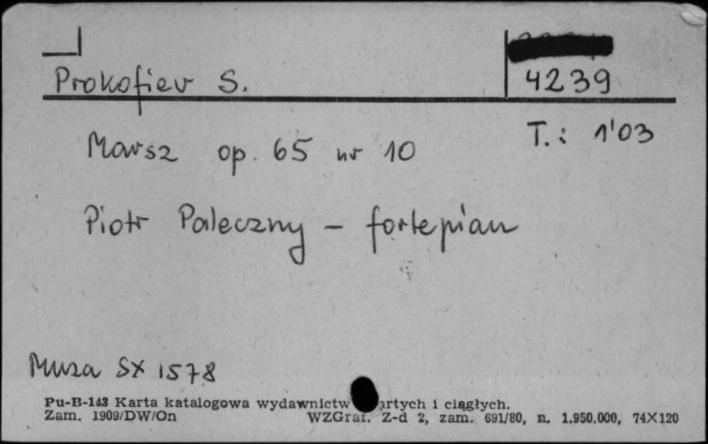 Prokofiev S.
4239
Marsz op. 65 nr 10
T.: 1'03
Piotr Paleczny - fortepian
Muza SX 1578
Pu-B-143 Karta katalogowa wydawnictw i ciągłych.
Zam. 1909/DW/On WZGraf. Z-d 2, zam. 691/80, n. 1.950.000, 74X120